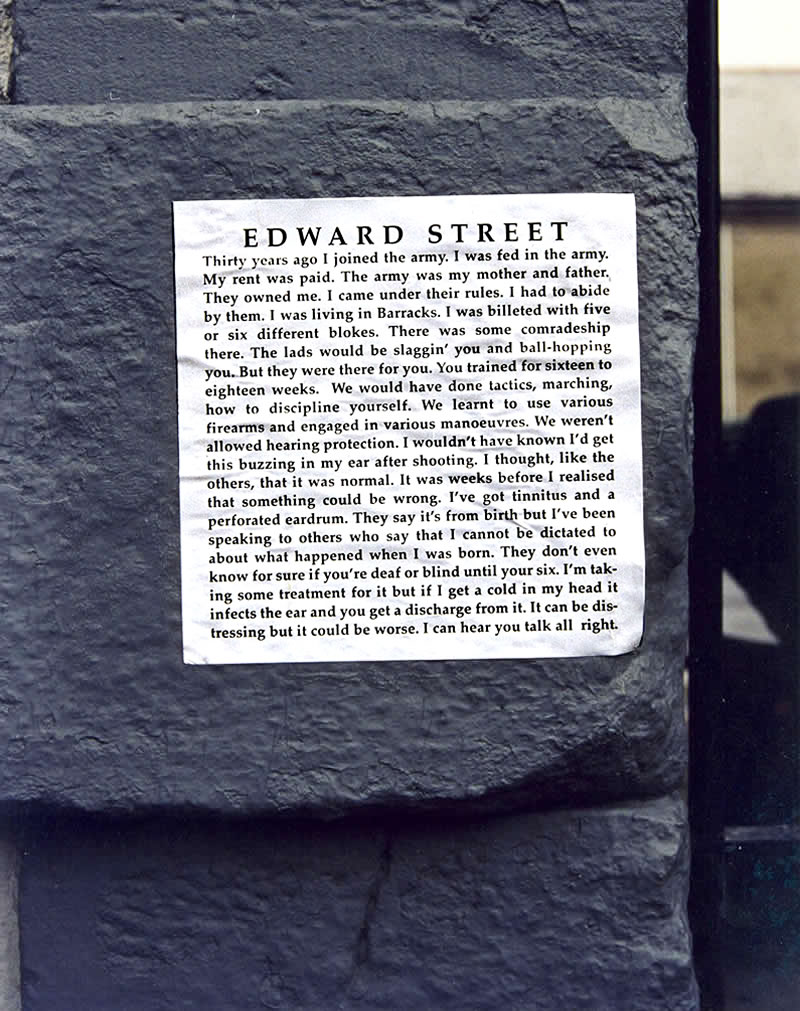 EDWARD STREET
Thirty years ago I joined the army. I was fed in the army.
My rent was paid. The army was my mother and father.
They owned me. I came under their rules. I had to abide
by them. I was living in Barracks. I was billeted with five
or six different blokes. There was some comradeship
there. The lads would be slaggin' you and ball-hopping
you. But they were there for you. You trained for sixteen to
eighteen weeks. We would have done tactics, marching,
how to discipline yourself. We learnt to use various
firearms and engaged in various manoeuvres. We weren't
allowed hearing protection. I wouldn't have known I'd get
this buzzing in my ear after shooting. I thought, like the
others, that it was normal. It was weeks before I realised
that something could be wrong. I've got tinnitus and a
perforated eardrum. They say it's from birth but I've been
speaking to others who say that I cannot be dictated to
about what happened when I was born. They don't even
know for sure if you're deaf or blind until your six. I'm tak-
ing some treatment for it but if I get a cold in my head it
infects the ear and you get a discharge from it. It can be dis-
tressing but it could be worse. I can hear you talk all right.